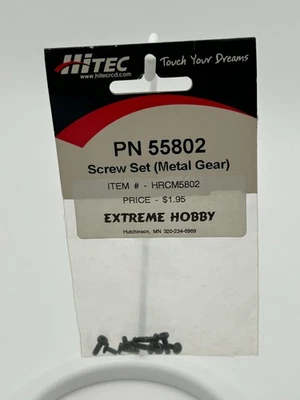 HiTEC Touch Your Dreams
www.hitecrcd.com
PN 55802
Screw Set (Metal Gear)
ITEM # - HRCM5802
PRICE - $1.95
EXTREME HOBBY
Hutchinson, MN 320-234-6969